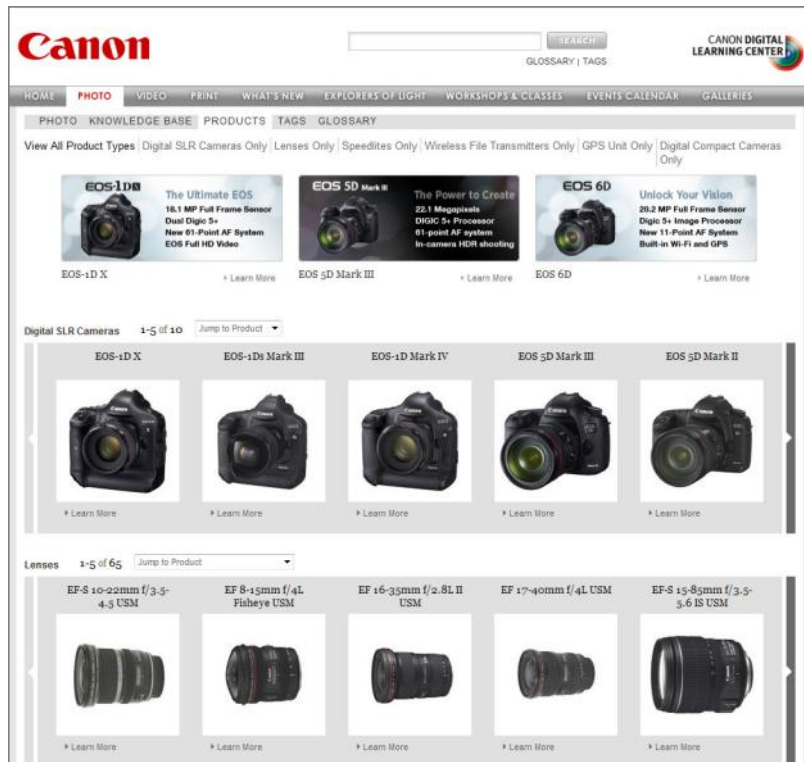 Canon
SEARCH
GLOSSARY | TAGS
CANON DIGITAL
LEARNING CENTER
HOME PHOTO VIDEO PRINT WHAT'S NEW EXPLORERS OF LIGHT WORKSHOPS & CLASSES EVENTS CALENDAR GALLERIES
PHOTO KNOWLEDGE BASE PRODUCTS TAGS GLOSSARY
View All Product Types Digital SLR Cameras Only Lenses Only Speedlites Only Wireless File Transmitters Only GPS Unit Only Digital Compact Cameras
Only
EOS-1D X
The Ultimate EOS
18.1 MP Full Frame Sensor
Dual Digic 5+
New 61-Point AF System
EOS Full HD Video
EOS 5D Mark III
The Power to Create
22.1 Megapixels
DIGIC 5+ Processor
61-point AF system
In-camera HDR shooting
EOS 6D
Unlock Your Vision
20.2 MP Full Frame Sensor
Digic 5+ Image Processor
New 11-Point AF System
Built-in Wi-Fi and GPS
EOS-1D X Learn More EOS 5D Mark III Learn More EOS 6D Learn More
Digital SLR Cameras 1-5 of 10 Jump to Product
EOS-1D X EOS-1Ds Mark III EOS-1D Mark IV EOS 5D Mark III EOS 5D Mark II
Learn More Learn More Learn More Learn More Learn More
Lenses 1-5 of 65 Jump to Product
EF-S 10-22mm f/3.5-
4.5 USM
EF 8-15mm f/4L
Fisheye USM
EF 16-35mm f/2.8L II
USM
EF 17-40mm f/4L USM
EF-S 15-85mm f/3.5-
5.6 IS USM
Learn More Learn More Learn More Learn More Learn More